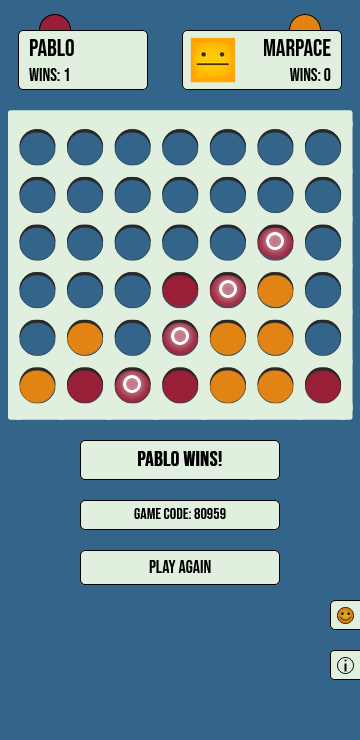 PABLO
WINS: 1
MARPACE
WINS: 0
PABLO WINS!
GAME CODE: 80959
PLAY AGAIN